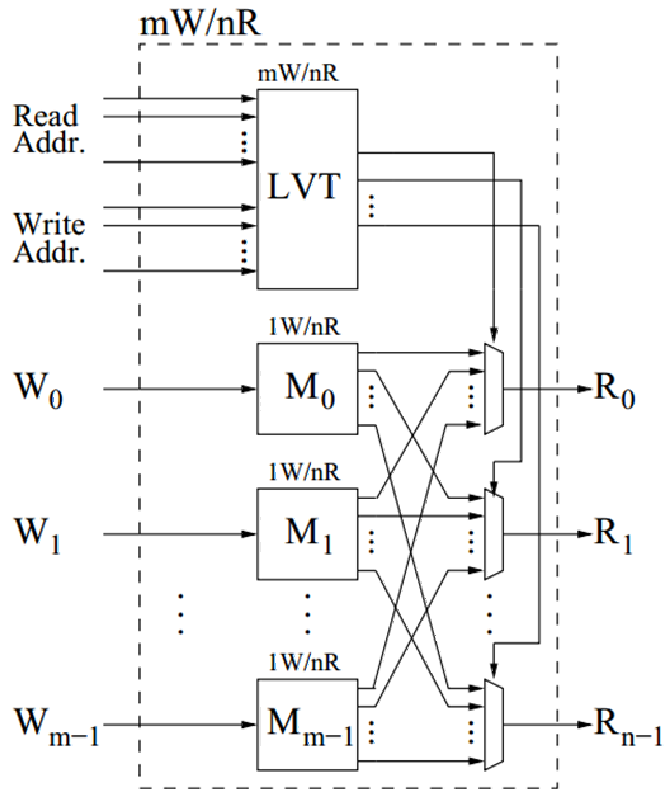 mW/nR
mW/nR
Read
Addr.
LVT
Write
Addr.
1W/nR
W₀
M₀
R₀
1W/nR
W₁
M₁
R₁
1W/nR
Wₘ₋₁
Mₘ₋₁
Rₙ₋₁